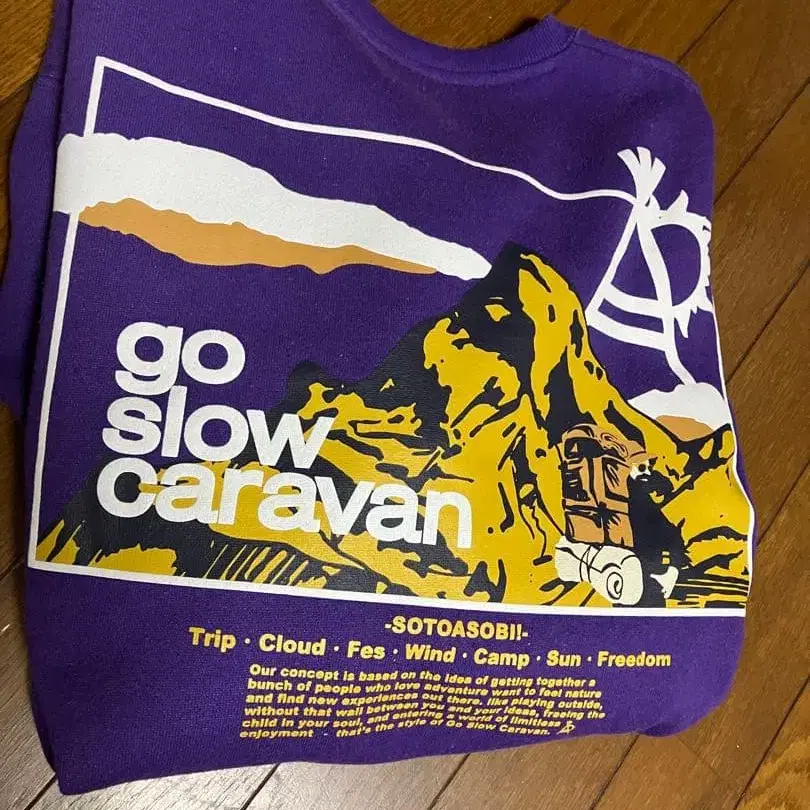 go
slow
caravan
-SOTOASOBI!-
Trip · Cloud · Fes · Wind · Camp · Sun · Freedom
Our concept is based on the idea of getting together a
bunch of people who love adventure want to feel nature
and find new experiences out there, like playing outside,
without that wall between you and your ideas, freeing the
child in your soul, and entering a world of limitless
enjoyment - that's the style of Go Slow Caravan.